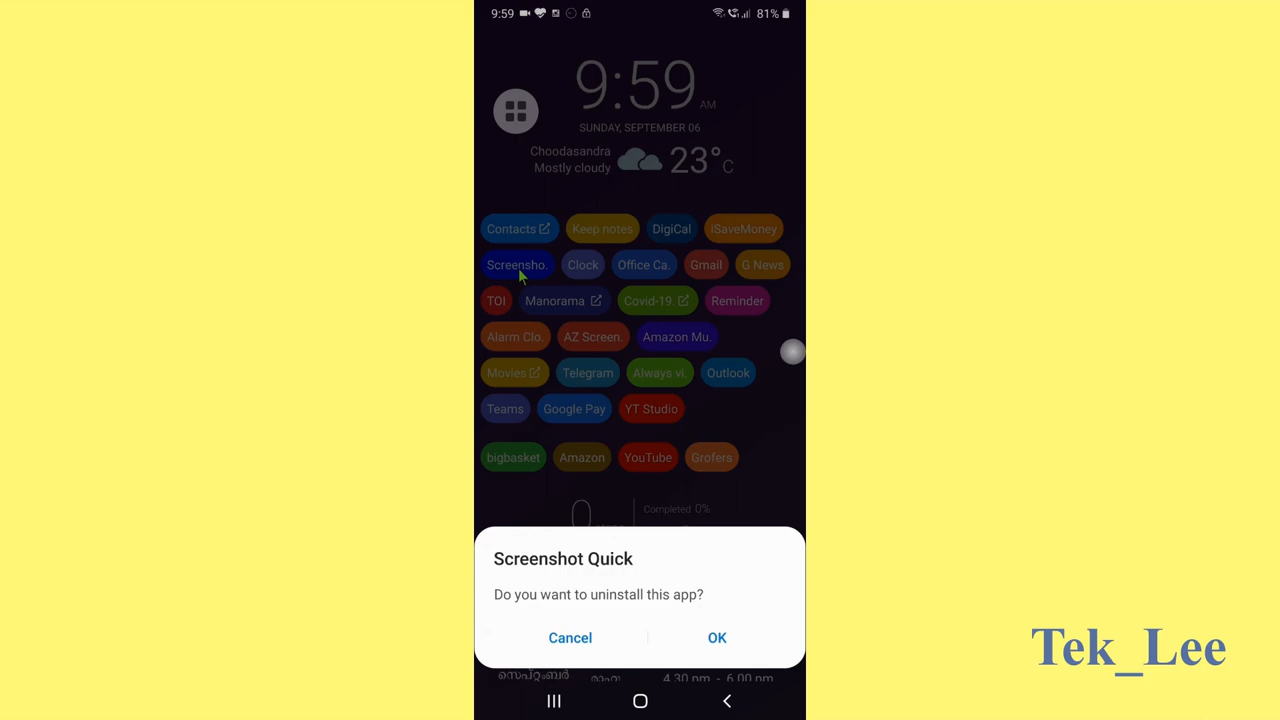 9:59
81%
9:59 AM
SUNDAY, SEPTEMBER 06
Choodasandra
Mostly cloudy
23° C
Contacts Keep notes DigiCal iSaveMoney
Screensho. Clock Office Ca. Gmail G News
TOI Manorama Covid-19. Reminder
Alarm Clo. AZ Screen. Amazon Mu.
Movies Telegram Always vi. Outlook
Teams Google Pay YT Studio
bigbasket Amazon YouTube Grofers
0
Completed 0%
Screenshot Quick
Do you want to uninstall this app?
Cancel OK
സെപ്റ്റംബർ
4.30 pm - 6.00 pm
Tek_Lee